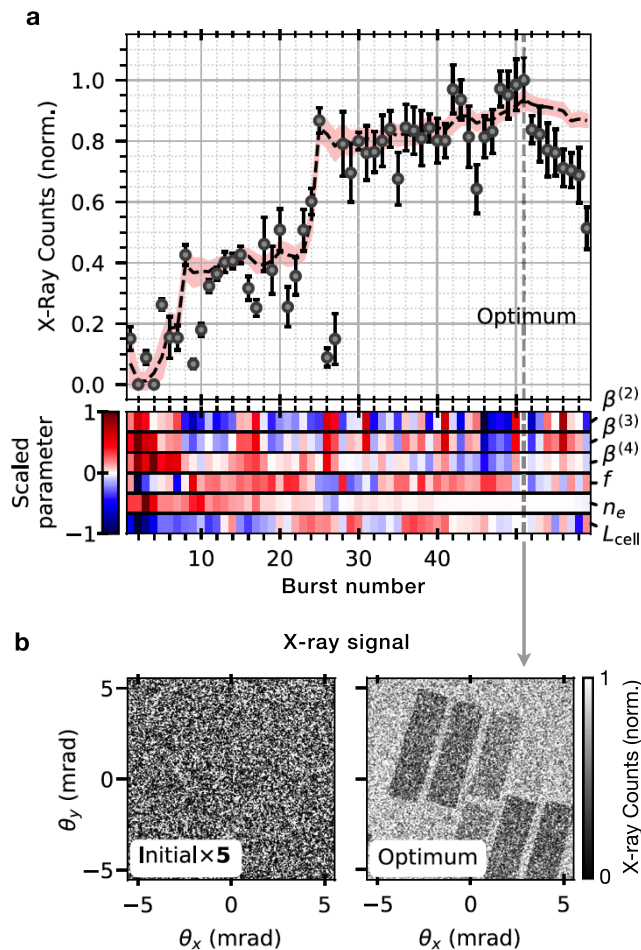 a
X-Ray Counts (norm.)
1.0
0.8
0.6
0.4
0.2
0.0
Optimum
Scaled
parameter
1
0
−1
β(2)
β(3)
β(4)
f
nₑ
Lcell
10 20 30 40
Burst number
X-ray signal
b
θy (mrad)
5
0
−5
Initial×5
Optimum
−5 0 5
−5 0 5
θx (mrad)
θx (mrad)
1
0
X-ray Counts (norm.)